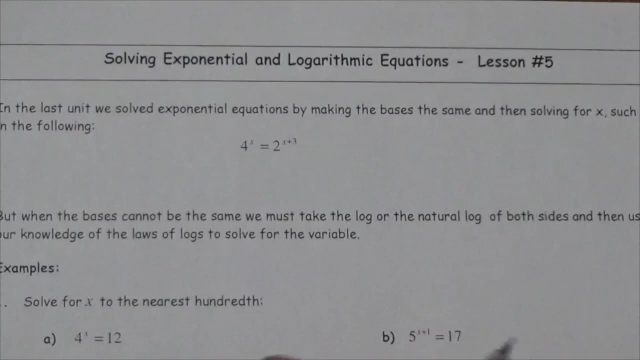 Solving Exponential and Logarithmic Equations - Lesson #5
In the last unit we solved exponential equations by making the bases the same and then solving for x, such
n the following:
4ˣ = 2ˣ⁺³
But when the bases cannot be the same we must take the log or the natural log of both sides and then us
our knowledge of the laws of logs to solve for the variable.
Examples:
. Solve for x to the nearest hundredth:
a) 4ˣ = 12 b) 5ˣ⁺¹ = 17